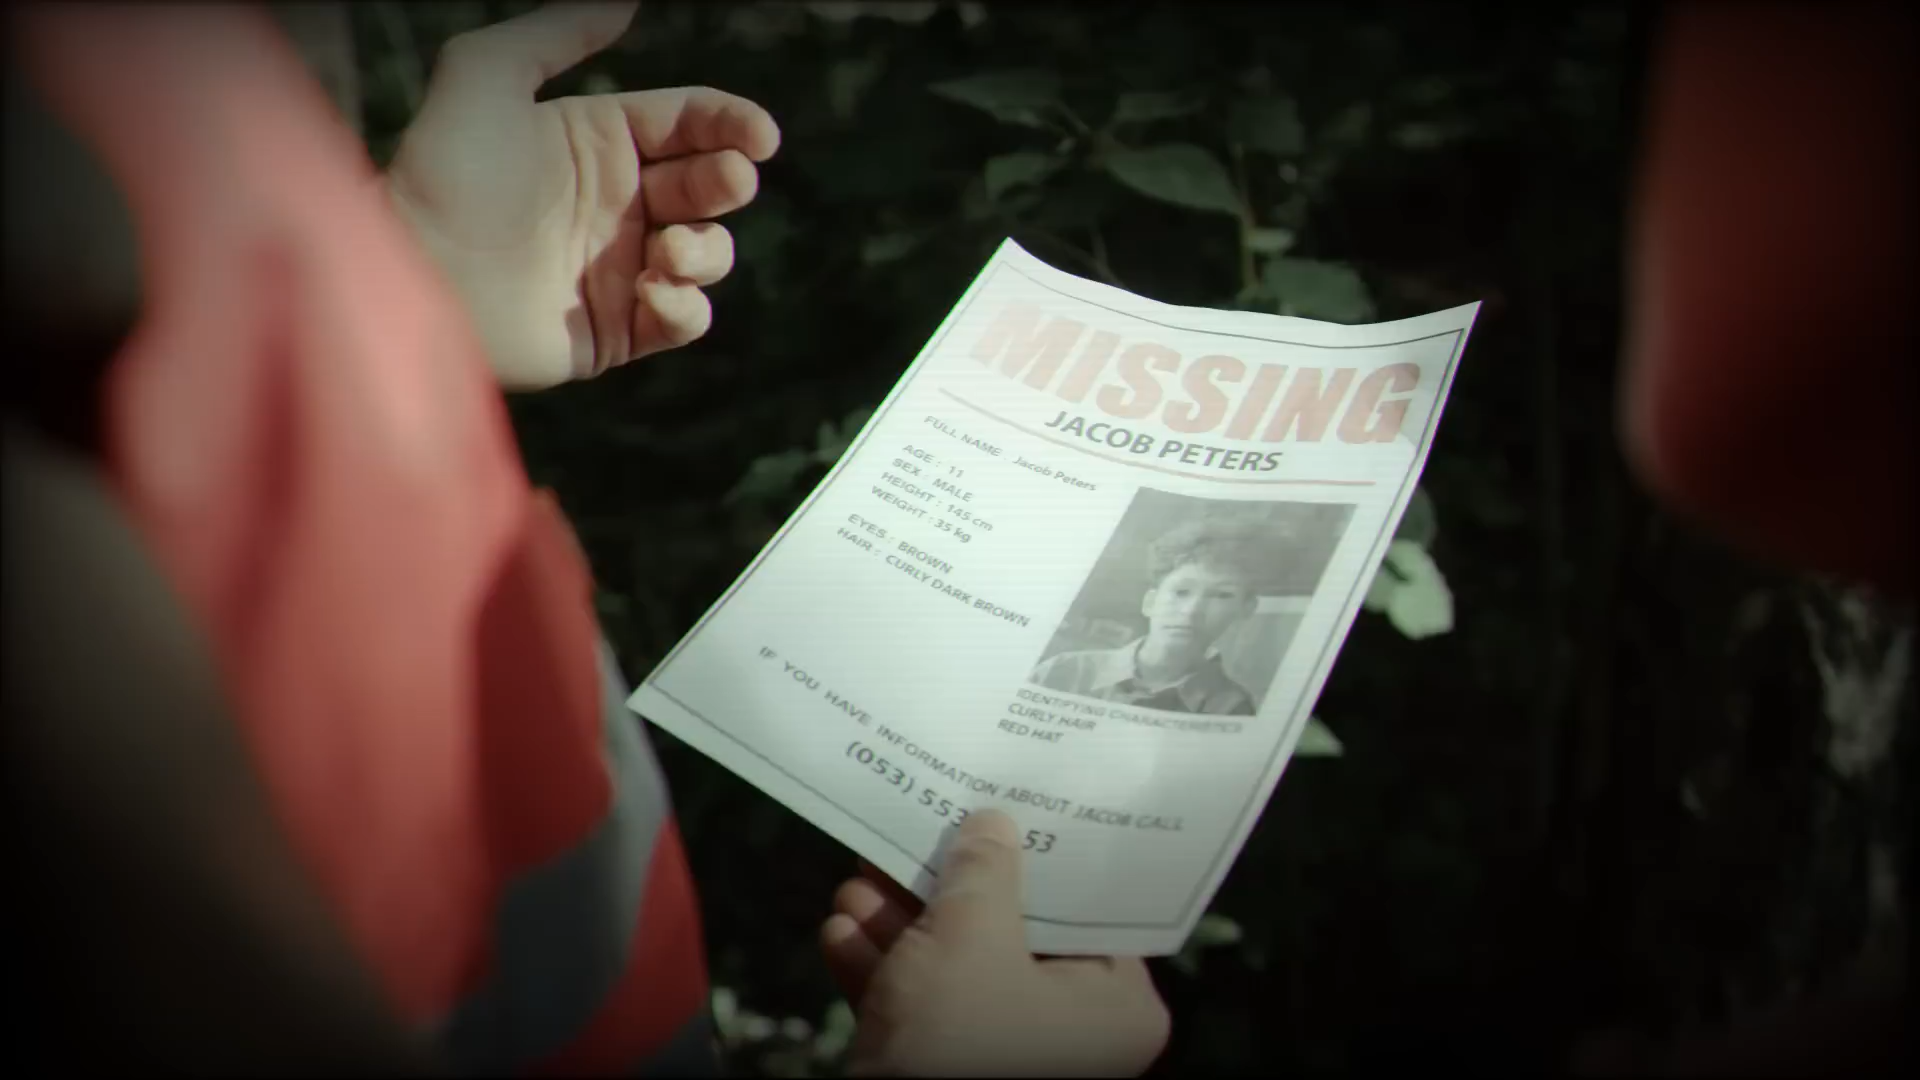 MISSING
JACOB PETERS
FULL NAME : Jacob Peters
AGE : 11
SEX : MALE
HEIGHT : 145 cm
WEIGHT : 35 kg
EYES : BROWN
HAIR : CURLY DARK BROWN
IDENTIFYING CHARACTERISTICS
CURLY HAIR
RED HAT
IF YOU HAVE INFORMATION ABOUT JACOB CALL
(053) 553 53